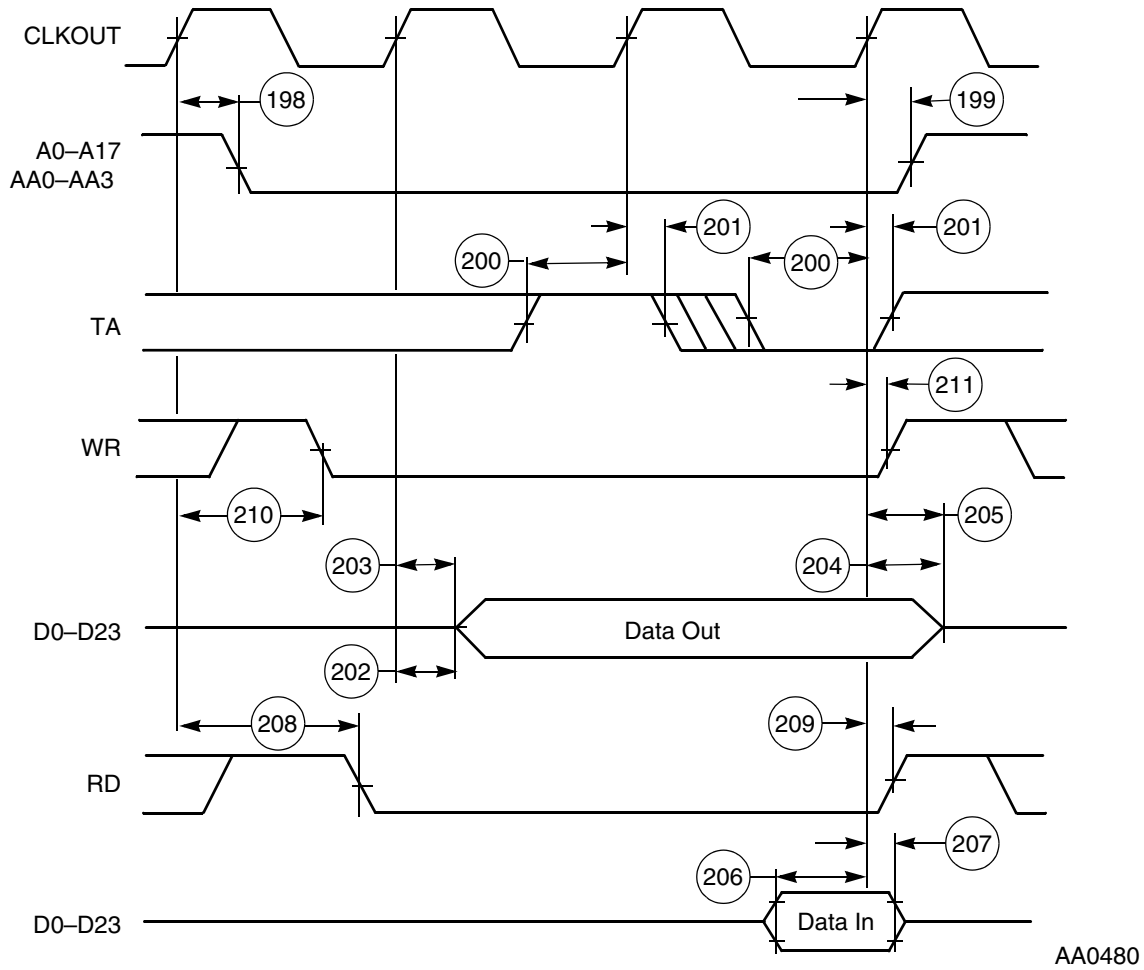 CLKOUT
198
199
A0–A17
AA0–AA3
201
201
200
200
TA
211
WR
210
205
203
204
D0–D23
Data Out
202
208
209
RD
207
206
D0–D23
Data In
AA0480